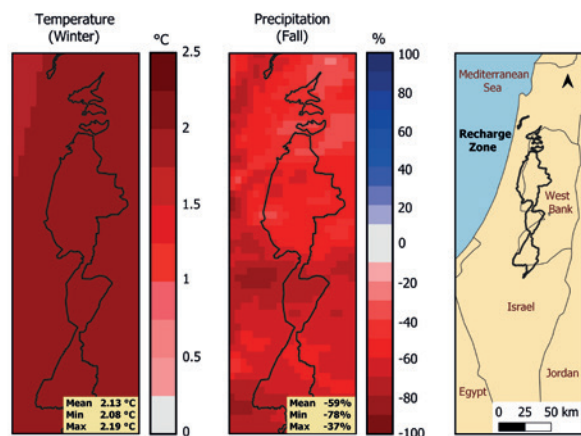 Temperature
(Winter)
°C
2.5
2
1.5
1
0.5
0
Mean 2.13 °C
Min 2.08 °C
Max 2.19 °C
Precipitation
(Fall)
%
100
80
60
40
20
0
-20
-40
-60
-80
-100
Mean -59%
Min -78%
Max -37%
Mediterranean
Sea
Recharge
Zone
West
Bank
Israel
Jordan
Egypt
0 25 50 km